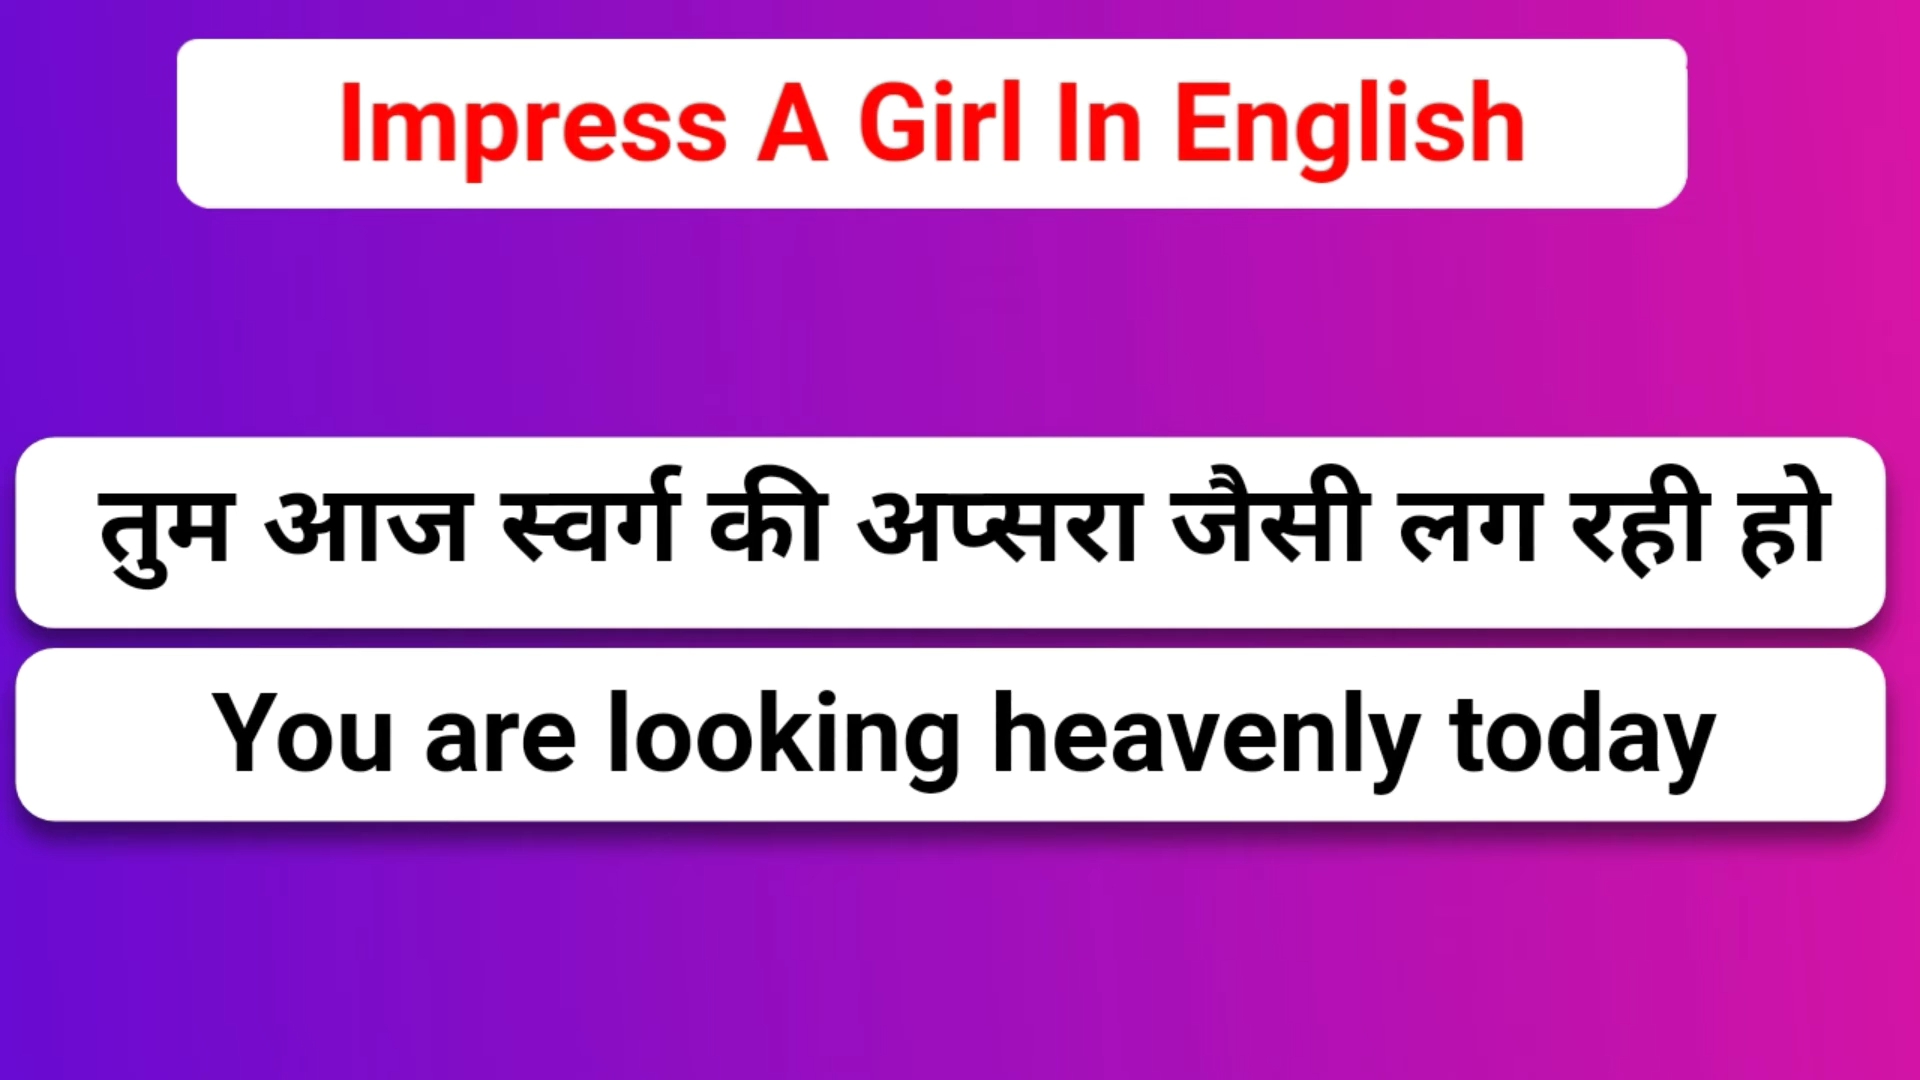 Impress A Girl In English
तुम आज स्वर्ग की अप्सरा जैसी लग रही हो
You are looking heavenly today